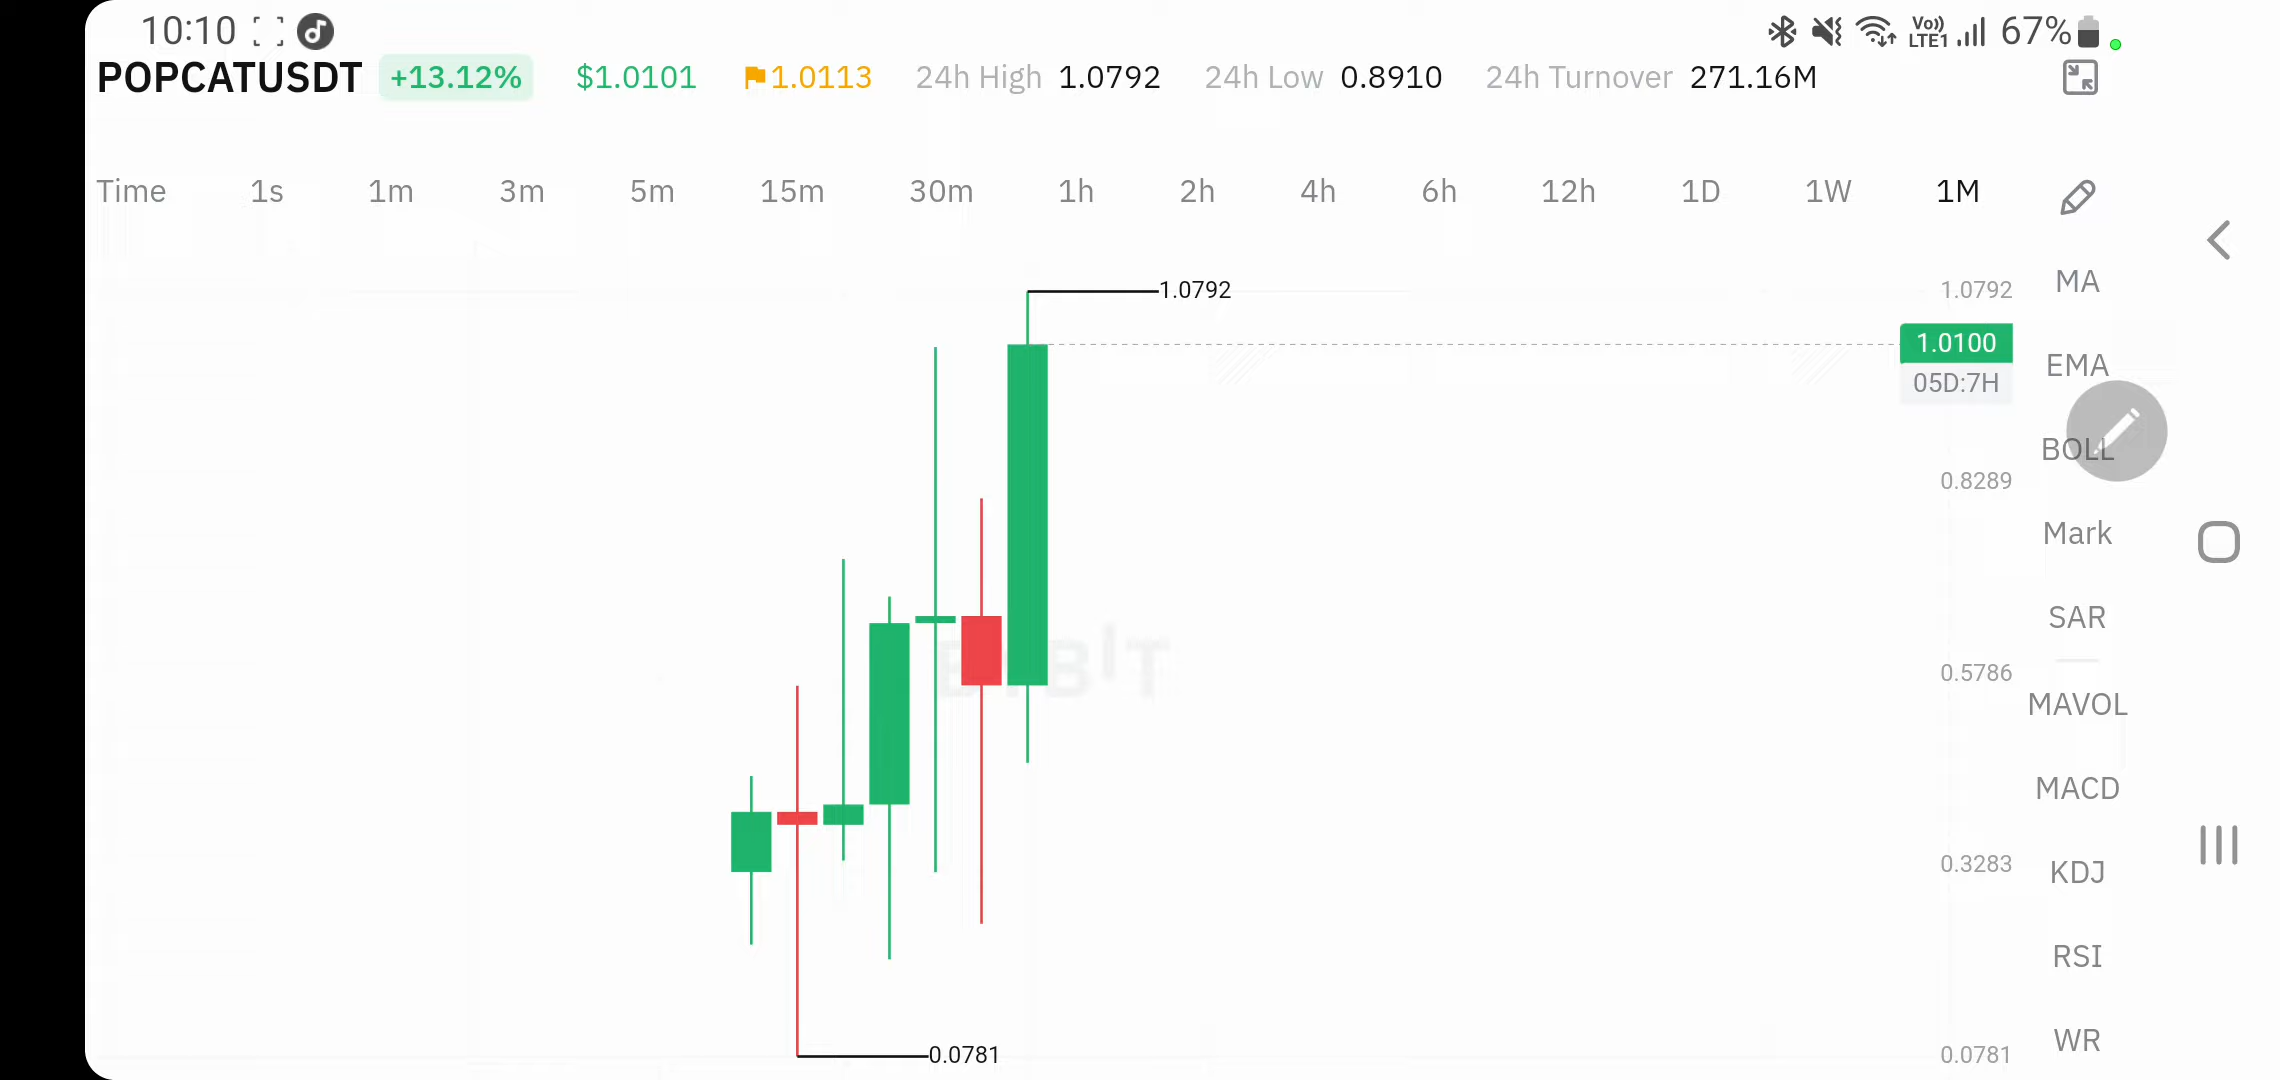 10:10 Vo)) LTE1 67%
POPCATUSDT +13.12% $1.0101 1.0113 24h High 1.0792 24h Low 0.8910 24h Turnover 271.16M
Time 1s 1m 3m 5m 15m 30m 1h 2h 4h 6h 12h 1D 1W 1M
MA
1.0792 1.0792
1.0100
EMA
05D:7H
BOLL
0.8289
Mark
SAR
BYBIT
0.5786
MAVOL
MACD
0.3283
KDJ
RSI
WR
0.0781 0.0781